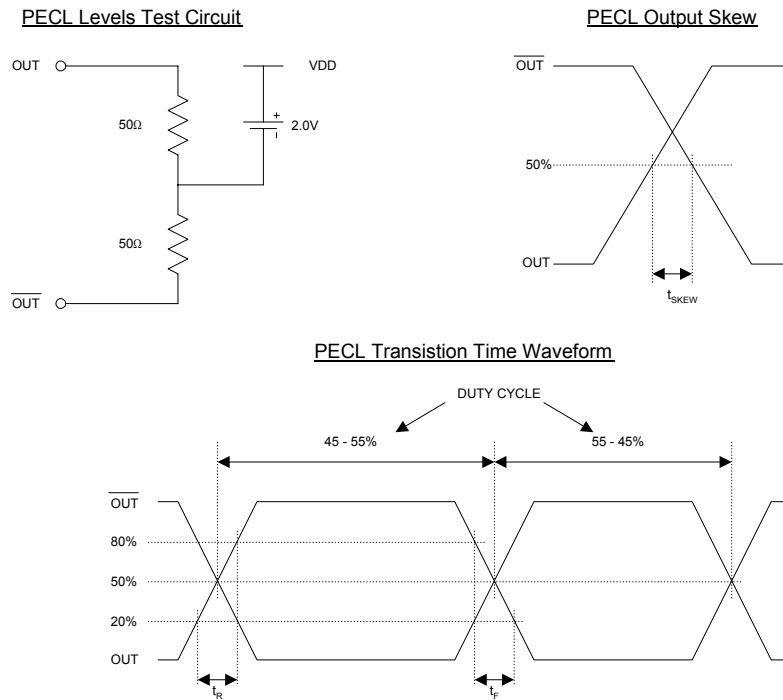 PECL Levels Test Circuit
OUT
VDD
50Ω
+
2.0V
-
50Ω
OUT
PECL Output Skew
OUT
50%
OUT
tSKEW
PECL Transistion Time Waveform
DUTY CYCLE
45 - 55%
55 - 45%
OUT
80%
50%
20%
OUT
tR
tF